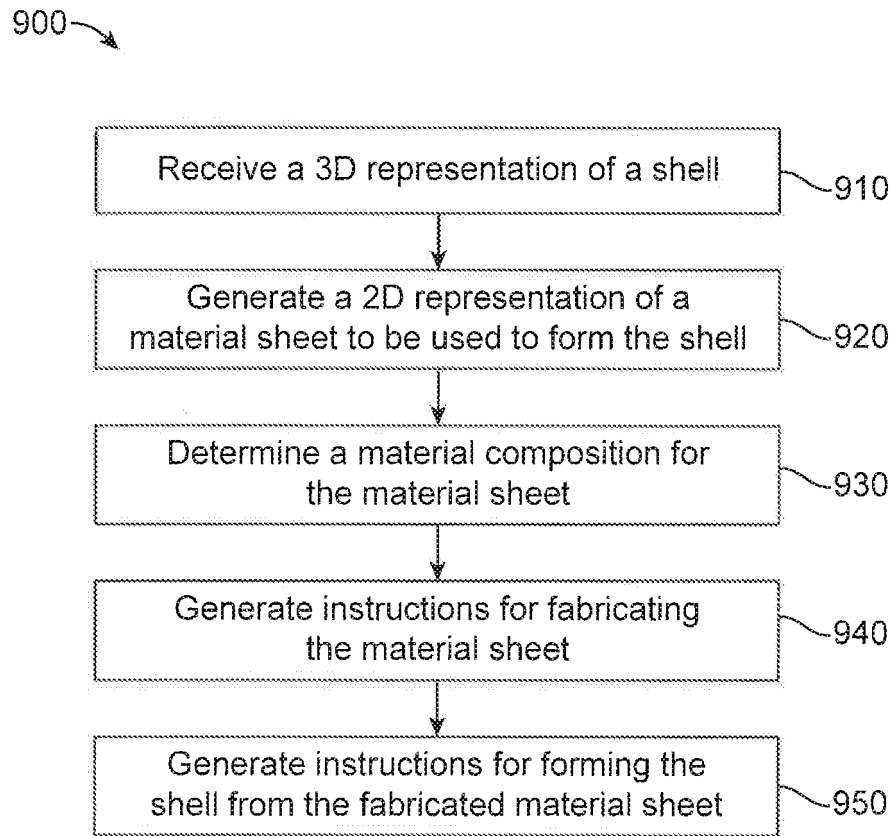 900
Receive a 3D representation of a shell
910
Generate a 2D representation of a
material sheet to be used to form the shell
920
Determine a material composition for
the material sheet
930
Generate instructions for fabricating
the material sheet
940
Generate instructions for forming the
shell from the fabricated material sheet
950